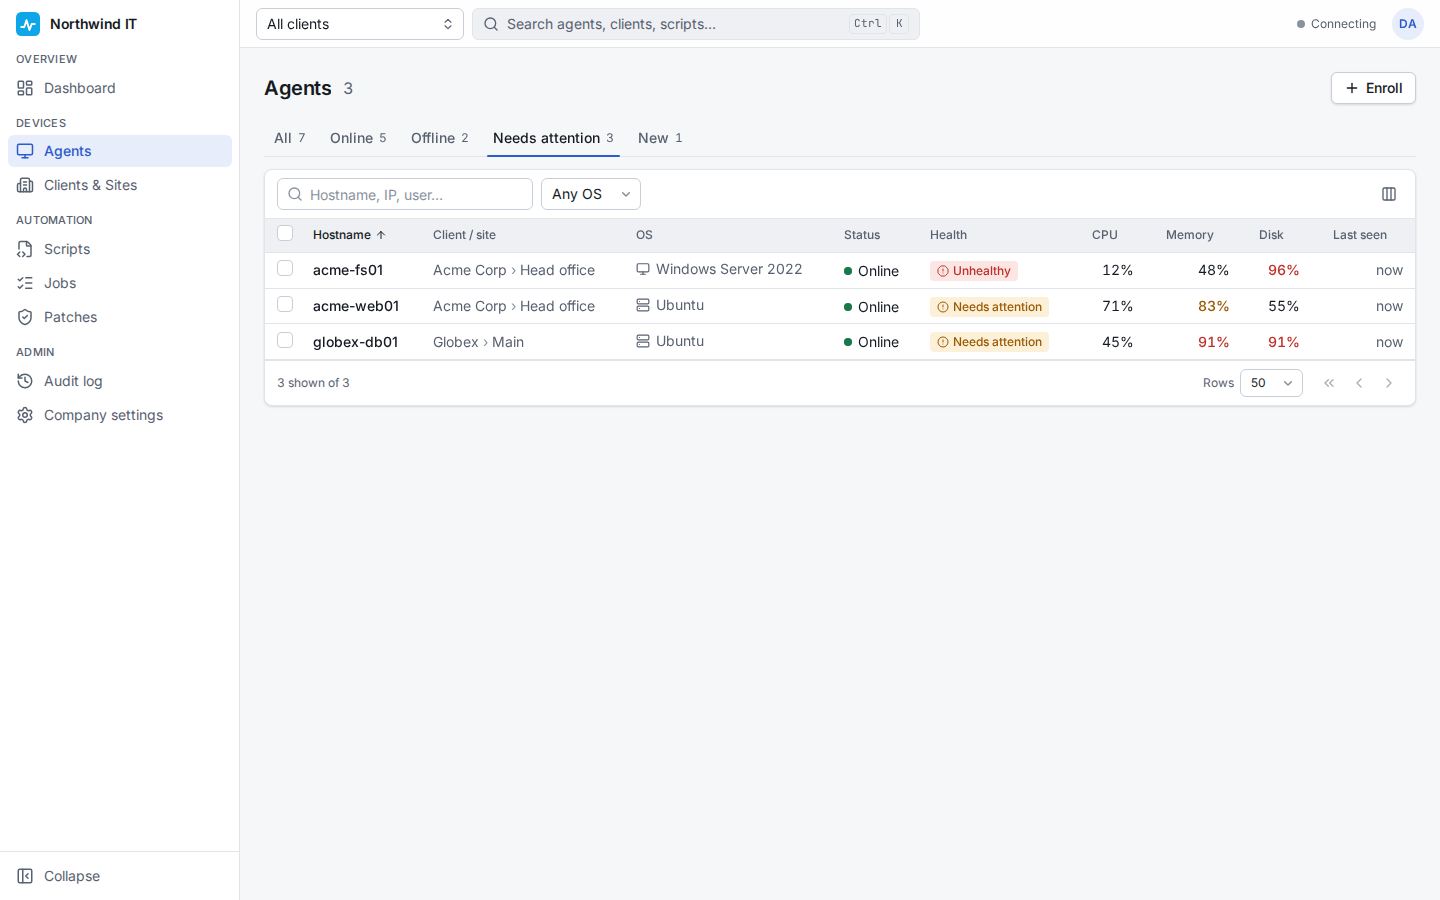 Northwind IT
OVERVIEW
Dashboard
DEVICES
Agents
Clients & Sites
AUTOMATION
Scripts
Jobs
Patches
ADMIN
Audit log
Company settings
Collapse
All clients
Search agents, clients, scripts...
Ctrl K
Connecting
DA
Agents 3
Enroll
All 7 Online 5 Offline 2 Needs attention 3 New 1
Hostname, IP, user...
Any OS
Hostname Client / site OS Status Health CPU Memory Disk Last seen
acme-fs01 Acme Corp › Head office Windows Server 2022 Online Unhealthy 12% 48% 96% now
acme-web01 Acme Corp › Head office Ubuntu Online Needs attention 71% 83% 55% now
globex-db01 Globex › Main Ubuntu Online Needs attention 45% 91% 91% now
3 shown of 3
Rows 50